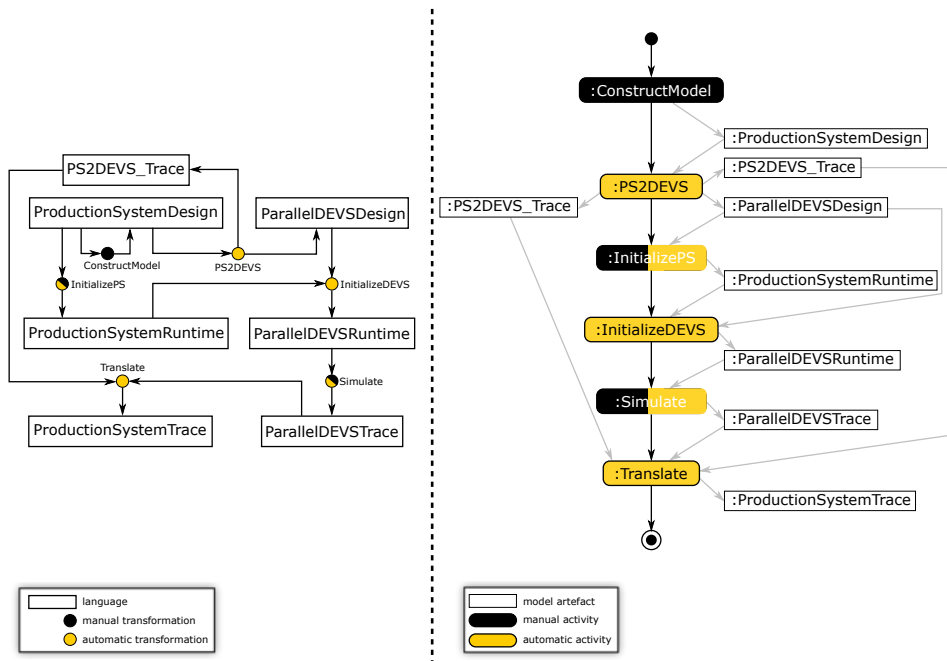 PS2DEVS_Trace
ProductionSystemDesign
ParallelDEVSDesign
ConstructModel
PS2DEVS
InitializePS
InitializeDEVS
ProductionSystemRuntime
ParallelDEVSRuntime
Translate
Simulate
ProductionSystemTrace
ParallelDEVSTrace
language
manual transformation
automatic transformation
:ConstructModel
:ProductionSystemDesign
:PS2DEVS_Trace
:PS2DEVS
:PS2DEVS_Trace
:ParallelDEVSDesign
:InitializePS
:ProductionSystemRuntime
:InitializeDEVS
:ParallelDEVSRuntime
:Simulate
:ParallelDEVSTrace
:Translate
:ProductionSystemTrace
model artefact
manual activity
automatic activity